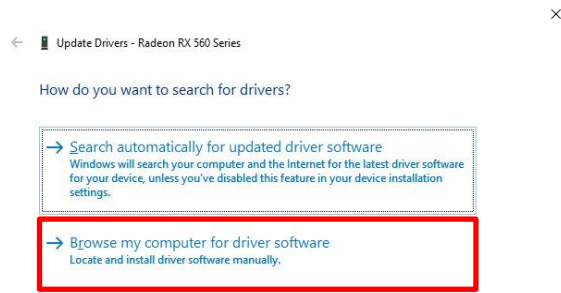 Update Drivers - Radeon RX 560 Series
How do you want to search for drivers?
Search automatically for updated driver software
Windows will search your computer and the Internet for the latest driver software
for your device, unless you've disabled this feature in your device installation
settings.
Browse my computer for driver software
Locate and install driver software manually.